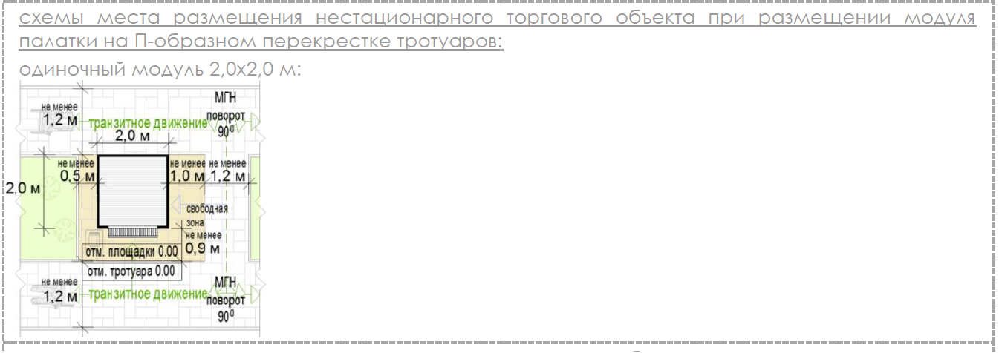 схемы места размещения нестационарного торгового объекта при размещении модуля
палатки на П-образном перекрестке тротуаров:
одиночный модуль 2,0х2,0 м:
МГН
не менее
1,2 м
транзитное движение
поворот
90⁰
2,0 м
не менее
0,5 м
не менее
1,0 м
не менее
1,2 м
2,0 м
свободная
зона
не менее
0,9 м
отм. площадки 0.00
отм. тротуара 0.00
не менее
1,2 м
транзитное движение
МГН
поворот
90⁰